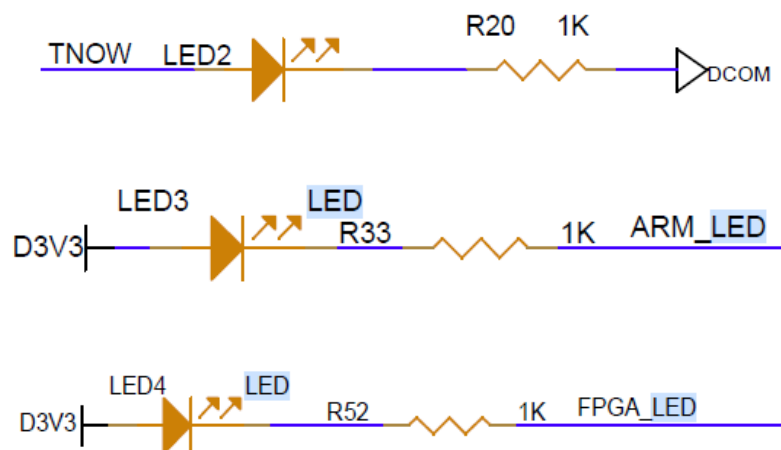 R20 1K
TNOW LED2
DCOM
LED3 LED
D3V3 R33 1K ARM_LED
LED4 LED
D3V3 R52 1K FPGA_LED